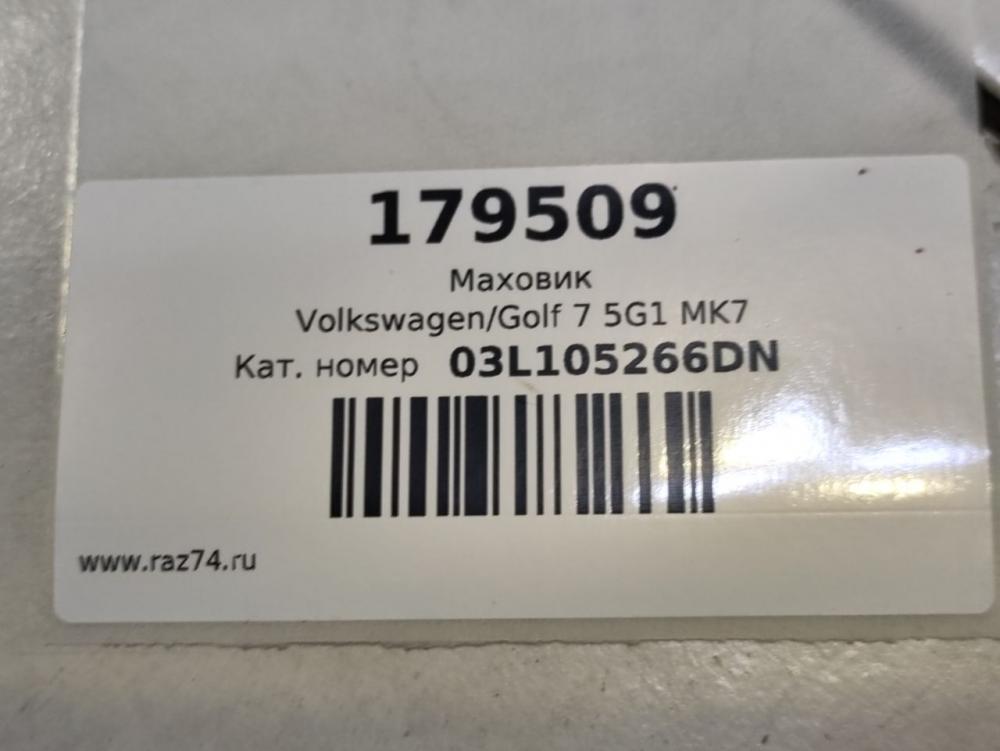 179509
Маховик
Volkswagen/Golf 7 5G1 MK7
Кат. номер 03L105266DN
www.raz74.ru